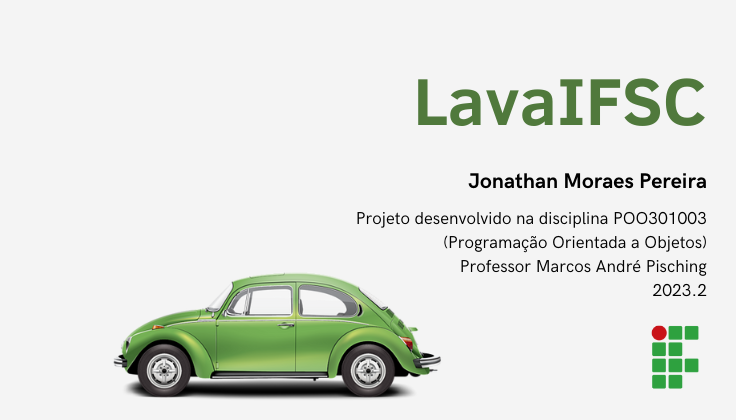 LavaIFSC
Jonathan Moraes Pereira
Projeto desenvolvido na disciplina POO301003
(Programação Orientada a Objetos)
Professor Marcos André Pisching
2023.2